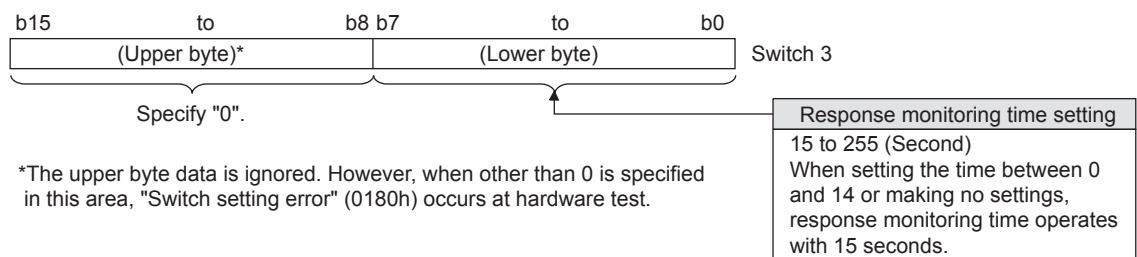 b15 to b8 b7 to b0
(Upper byte)* (Lower byte) Switch 3
Specify "0".
Response monitoring time setting
15 to 255 (Second)
When setting the time between 0
and 14 or making no settings,
response monitoring time operates
with 15 seconds.
*The upper byte data is ignored. However, when other than 0 is specified
in this area, "Switch setting error" (0180h) occurs at hardware test.